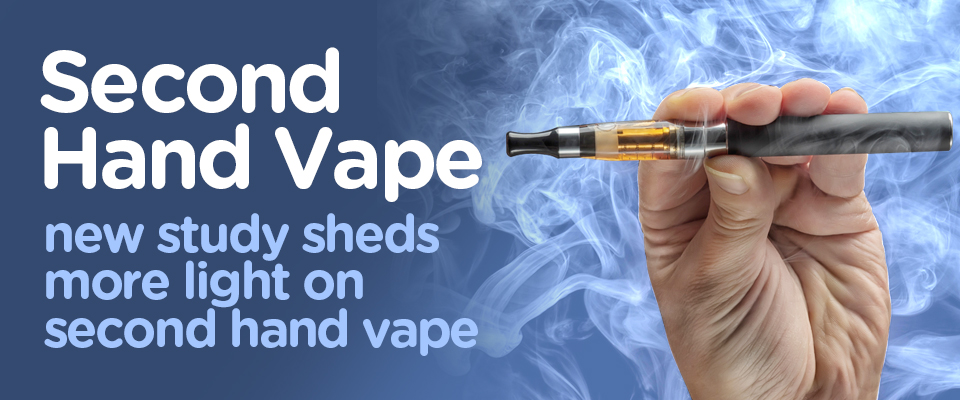 Second
Hand Vape
new study sheds
more light on
second hand vape